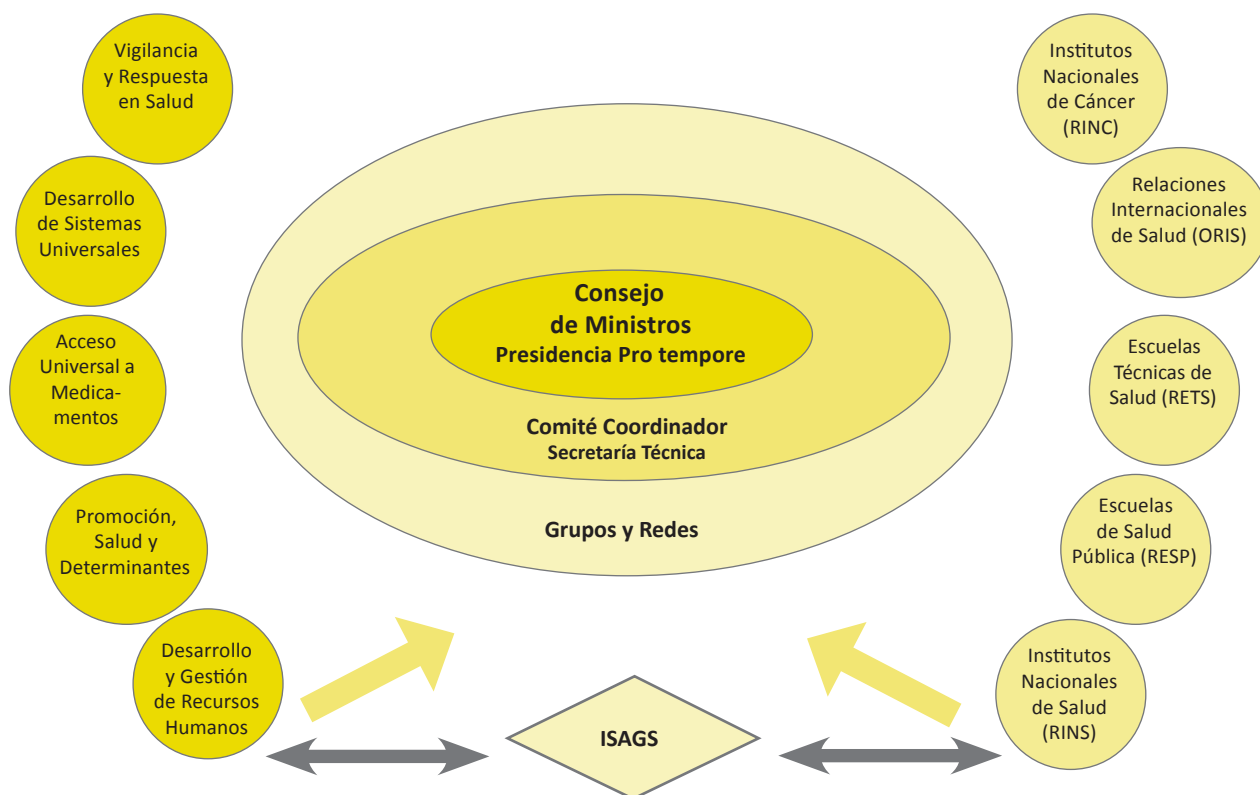 Vigilancia
y Respuesta
en Salud
Desarrollo
de Sistemas
Universales
Acceso
Universal a
Medica-
mentos
Promoción,
Salud y
Determinantes
Desarrollo
y Gestión
de Recursos
Humanos
Consejo
de Ministros
Presidencia Pro tempore
Comité Coordinador
Secretaría Técnica
Grupos y Redes
ISAGS
Institutos
Nacionales
de Cáncer
(RINC)
Relaciones
Internacionales
de Salud (ORIS)
Escuelas
Técnicas de
Salud (RETS)
Escuelas
de Salud
Pública (RESP)
Institutos
Nacionales
de Salud
(RINS)